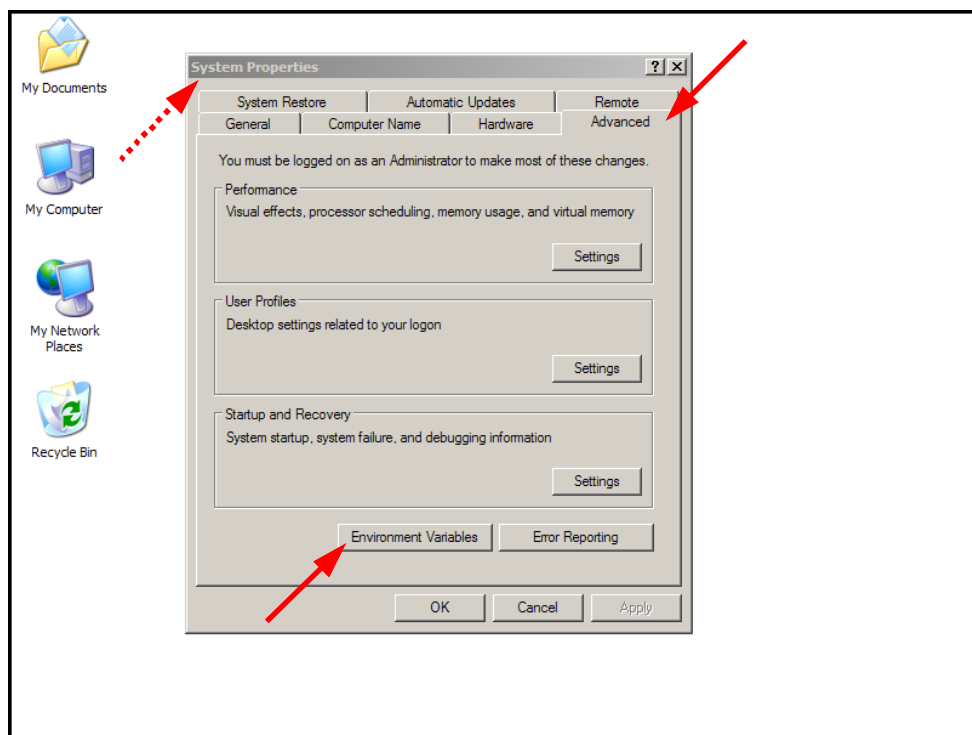 My Documents
My Computer
My Network
Places
Recycle Bin
System Properties
System Restore
Automatic Updates
Remote
General
Computer Name
Hardware
Advanced
You must be logged on as an Administrator to make most of these changes.
Performance
Visual effects, processor scheduling, memory usage, and virtual memory
Settings
User Profiles
Desktop settings related to your logon
Settings
Startup and Recovery
System startup, system failure, and debugging information
Settings
Environment Variables
Error Reporting
OK
Cancel
Apply